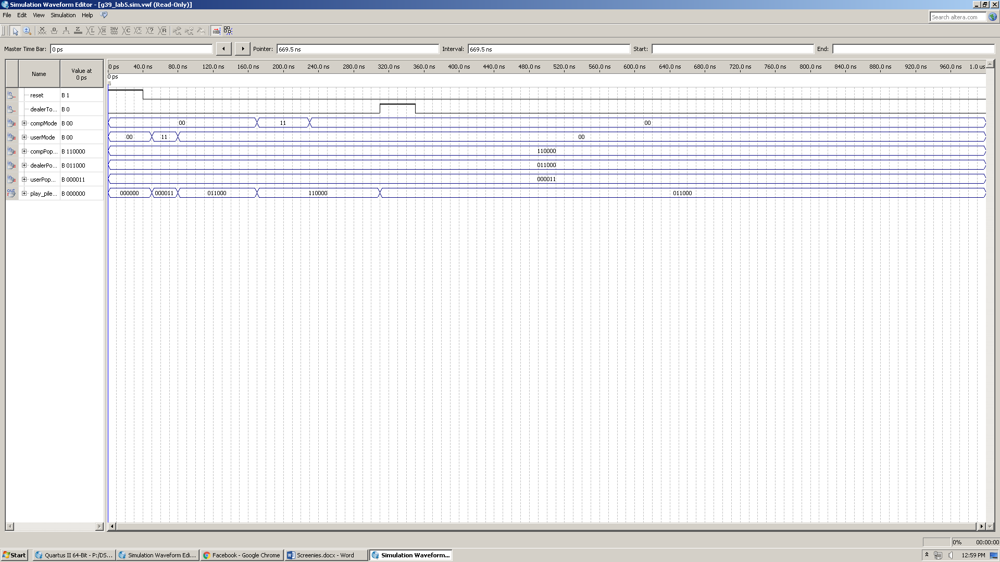 Simulation Waveform Editor - [g39_lab5.sim.vwf (Read-Only)]
File Edit View Simulation Help
Search altera.com
Master Time Bar: 0 ps Pointer: 669.5 ns Interval: 669.5 ns Start: End:
Name Value at 0 ps
0 ps 40.0 ns 80.0 ns 120.0 ns 160.0 ns 200.0 ns 240.0 ns 280.0 ns 320.0 ns 360.0 ns 400.0 ns 440.0 ns 480.0 ns 520.0 ns 560.0 ns 600.0 ns 640.0 ns 680.0 ns 720.0 ns 760.0 ns 800.0 ns 840.0 ns 880.0 ns 920.0 ns 960.0 ns 1.0 us
0 ps
in reset B 1
in dealerTo... B 0
in compMode B 00 00 11 00
in userMode B 00 00 11 00
in compPop... B 110000 110000
in dealerPo... B 011000 011000
in userPop... B 000011 000011
out play_pile... B 000000 000000 000011 011000 110000 011000
0% 00:00:00
Start Quartus II 64-Bit - P:/DS... Simulation Waveform Edi... Facebook - Google Chrome Screenies.docx - Word Simulation Waveform... 12:59 PM